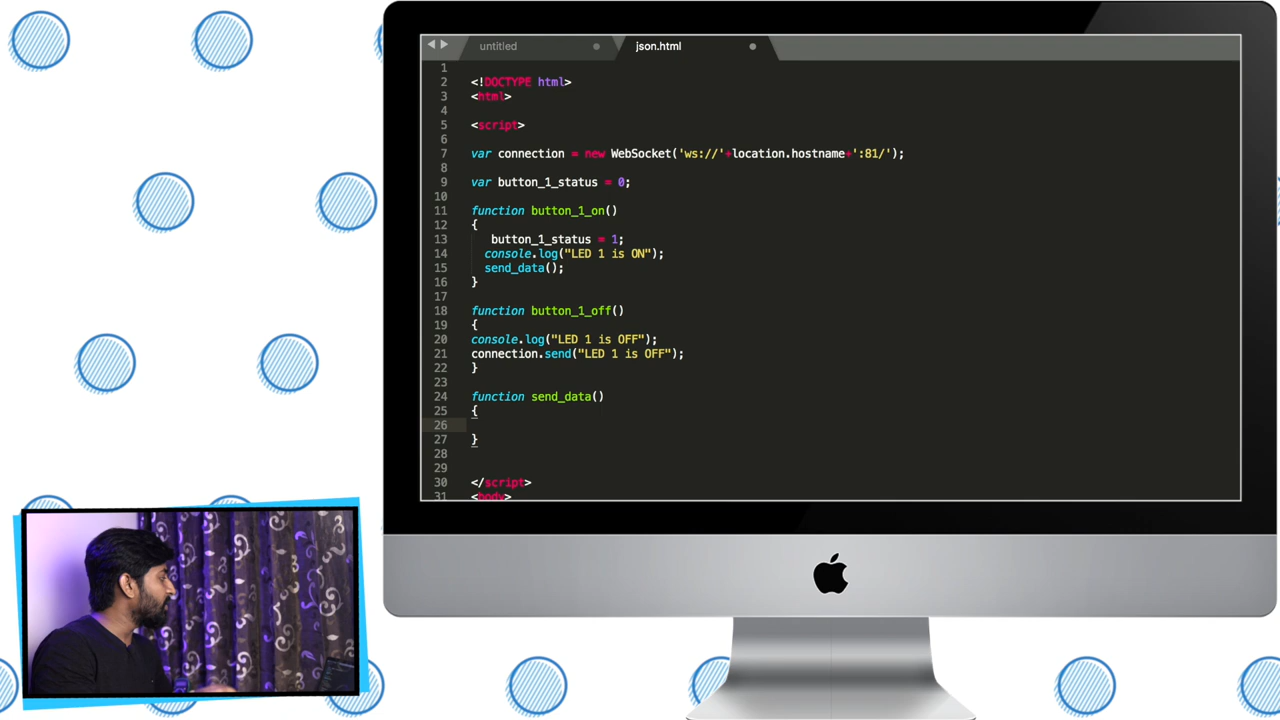 untitled
json.html
1
2 <!DOCTYPE html>
3 <html>
4
5 <script>
6
7 var connection = new WebSocket('ws://'+location.hostname+':81/');
8
9 var button_1_status = 0;
10
11 function button_1_on()
12 {
13 button_1_status = 1;
14 console.log("LED 1 is ON");
15 send_data();
16 }
17
18 function button_1_off()
19 {
20 console.log("LED 1 is OFF");
21 connection.send("LED 1 is OFF");
22 }
23
24 function send_data()
25 {
26
27 }
28
29
30 </script>
31 <body>